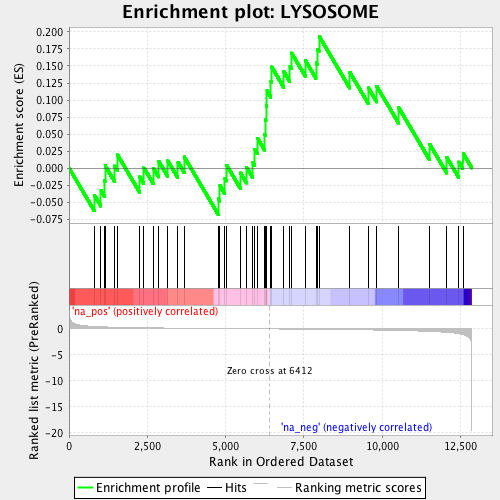 Enrichment plot: LYSOSOME
Enrichment score (ES)
0.200
0.175
0.150
0.125
0.100
0.075
0.050
0.025
0.000
-0.025
-0.050
-0.075
'na_pos' (positively correlated)
Ranked list metric (PreRanked)
0
-5
-10
-15
-20
Zero cross at 6412
'na_neg' (negatively correlated)
0 2,500 5,000 7,500 10,000 12,500
Rank in Ordered Dataset
Enrichment profile Hits Ranking metric scores